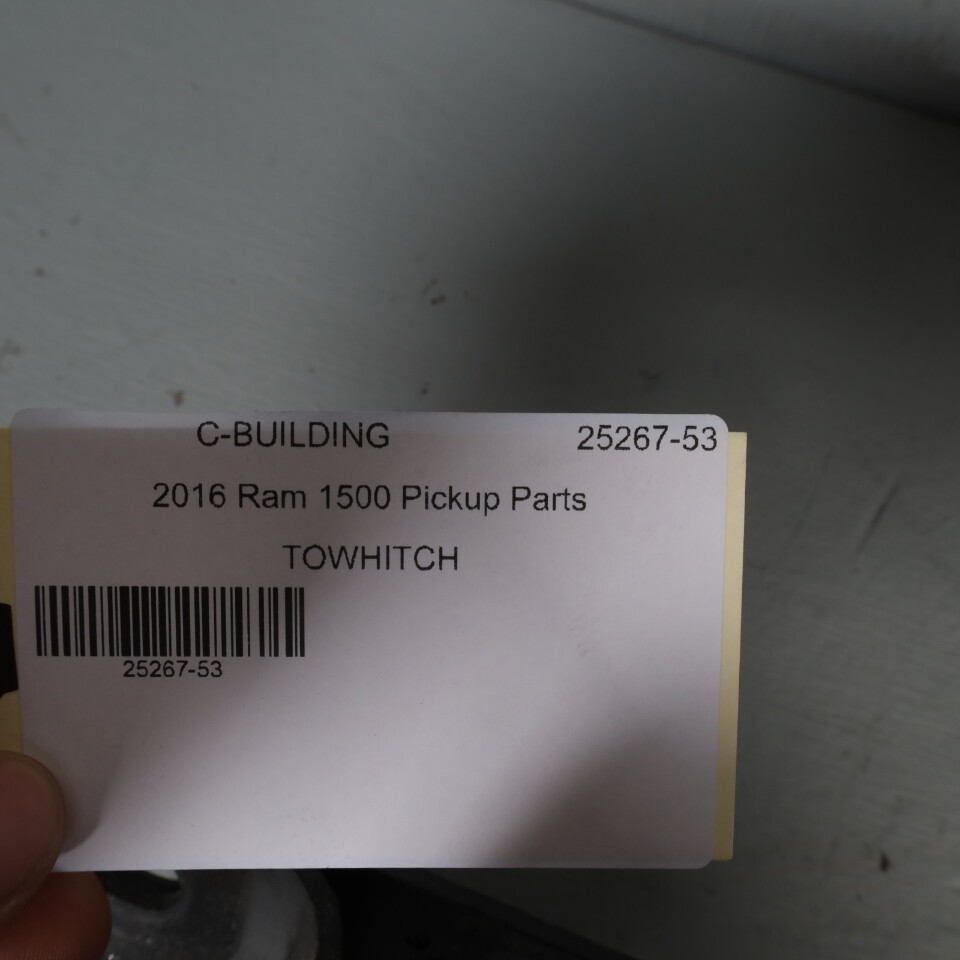 C-BUILDING 25267-53
2016 Ram 1500 Pickup Parts
TOWHITCH
25267-53